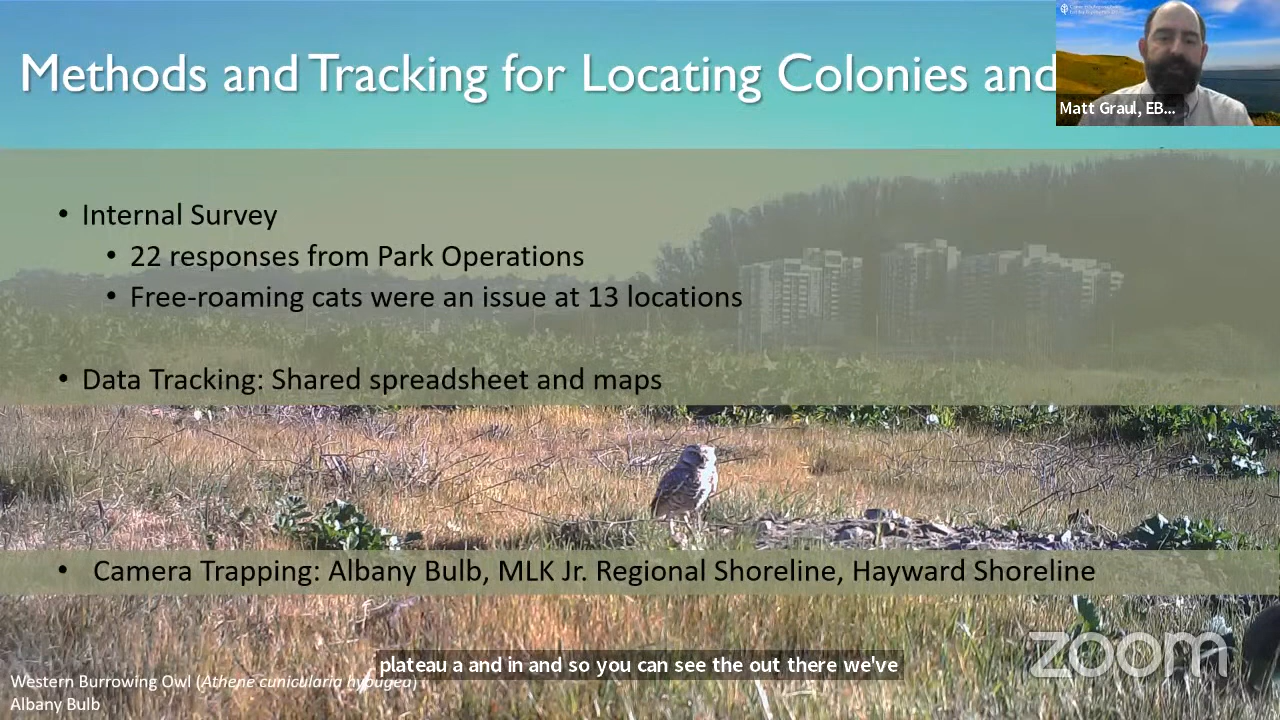 Methods and Tracking for Locating Colonies and
Matt Graul, EB...
• Internal Survey
• 22 responses from Park Operations
• Free-roaming cats were an issue at 13 locations
• Data Tracking: Shared spreadsheet and maps
• Camera Trapping: Albany Bulb, MLK Jr. Regional Shoreline, Hayward Shoreline
zoom
plateau a and in and so you can see the out there we've
Western Burrowing Owl (Athene cunicularia hypugea)
Albany Bulb